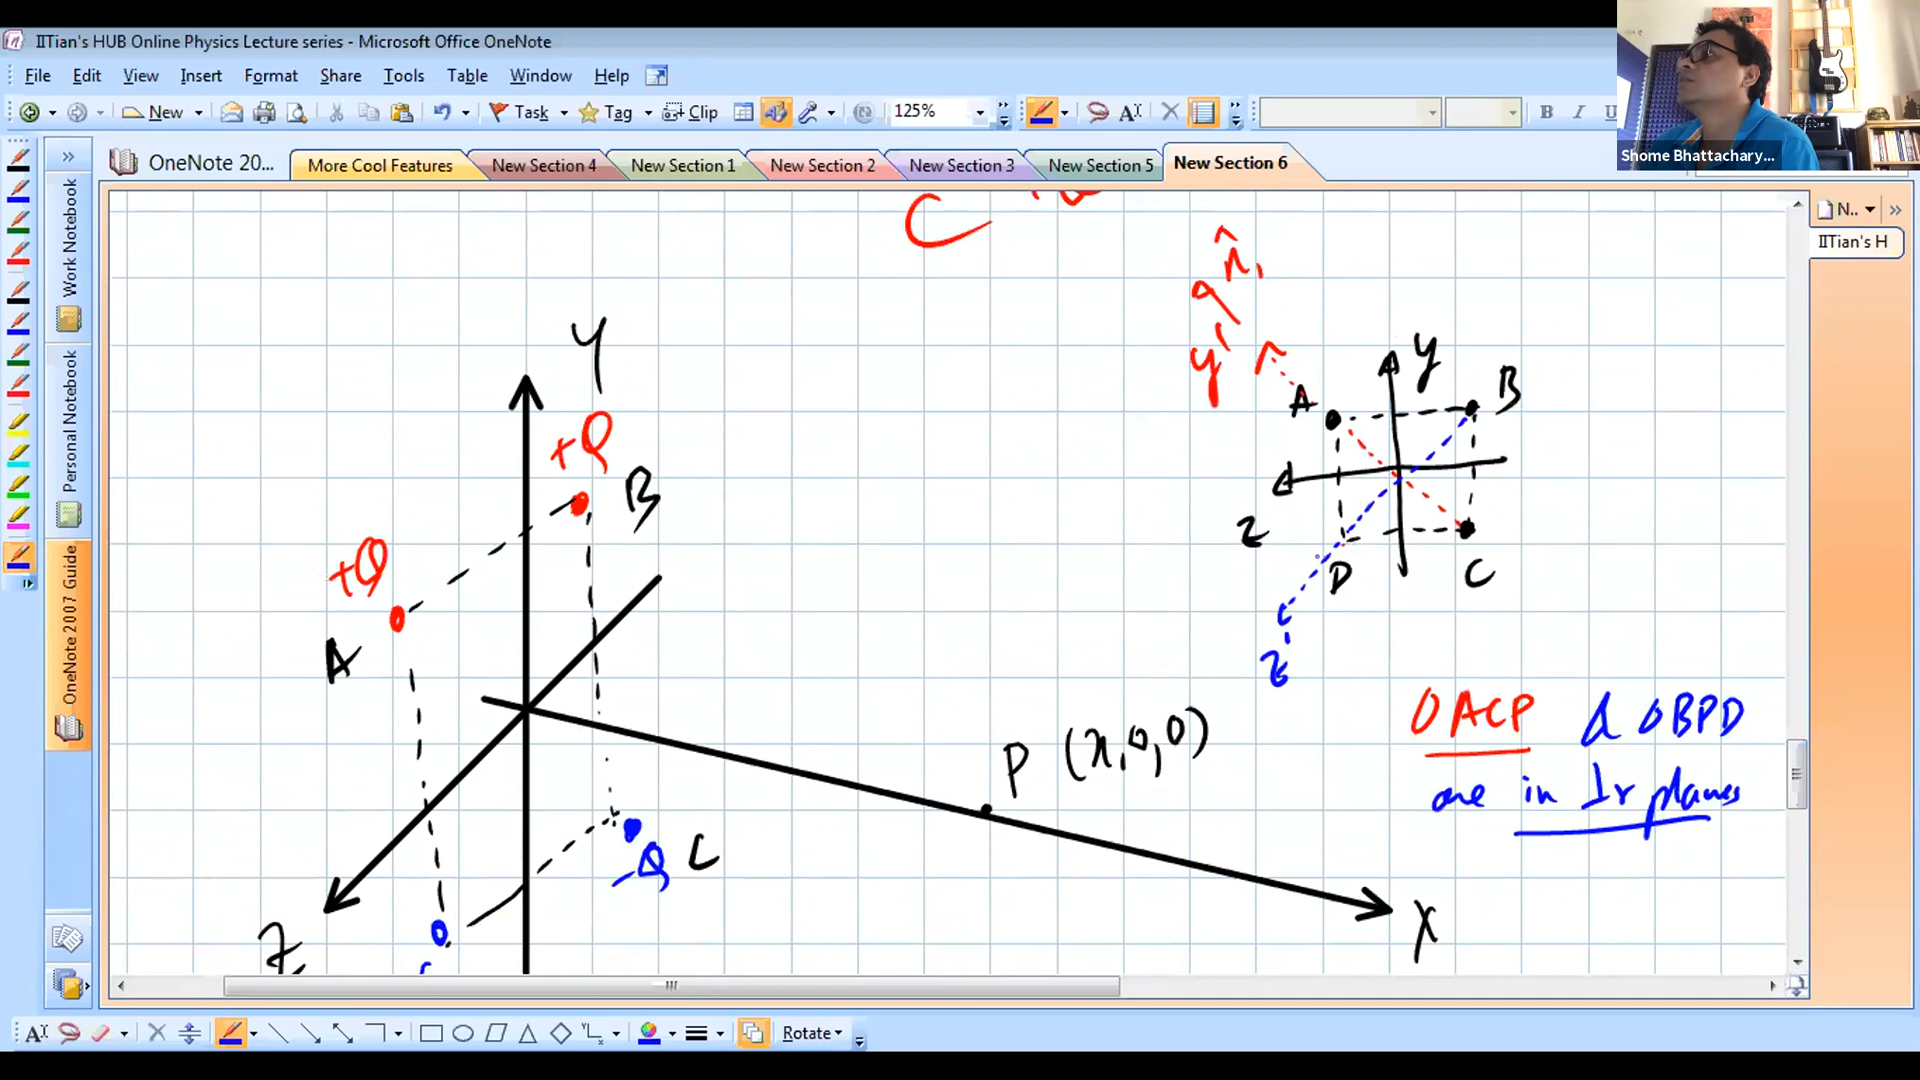 IITian's HUB Online Physics Lecture series - Microsoft Office OneNote
File Edit View Insert Format Share Tools Table Window Help
New Task Tag Clip 125% B I U
Shome Bhattachary...
OneNote 20... More Cool Features New Section 4 New Section 1 New Section 2 New Section 3 New Section 5 New Section 6
N..
IITian's H
Work Notebook
Personal Notebook
OneNote 2007 Guide
C
n̂₁
y'
Y
+Q
B
+Q
A
-Q C
Z
P (x,0,0)
X
y
A
B
Z
D
C
z'
ΔACP & ΔBPD
are in ⊥r planes
Rotate